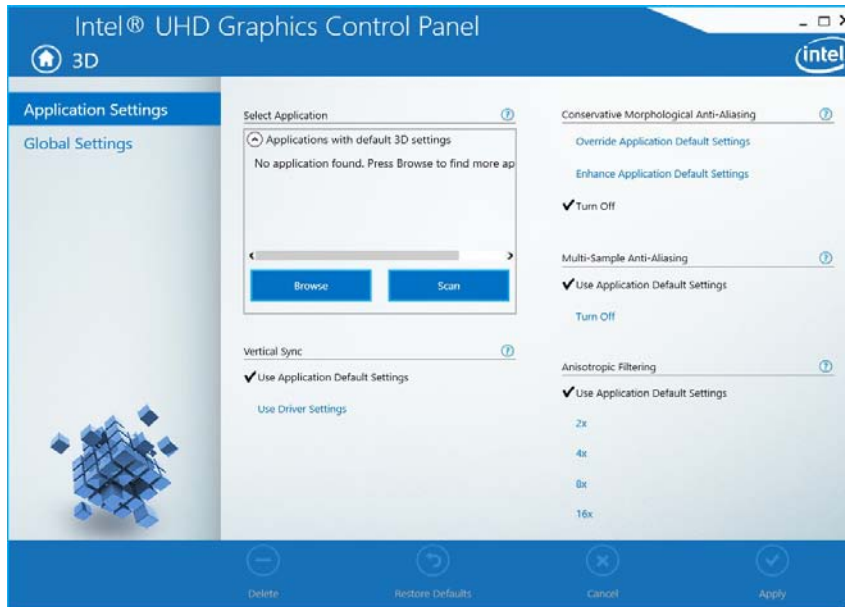 Intel® UHD Graphics Control Panel
3D
intel
Application Settings
Global Settings
Select Application
Applications with default 3D settings
No application found. Press Browse to find more ap
Browse
Scan
Vertical Sync
Use Application Default Settings
Use Driver Settings
Conservative Morphological Anti-Aliasing
Override Application Default Settings
Enhance Application Default Settings
Turn Off
Multi-Sample Anti-Aliasing
Use Application Default Settings
Turn Off
Anisotropic Filtering
Use Application Default Settings
2x
4x
8x
16x
Delete
Restore Defaults
Cancel
Apply